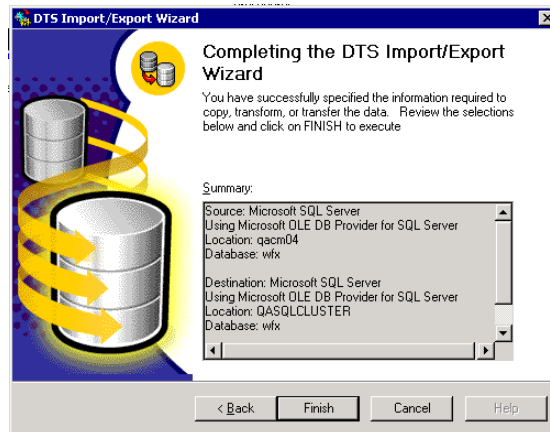 DTS Import/Export Wizard
Completing the DTS Import/Export
Wizard
You have successfully specified the information required to
copy, transform, or transfer the data. Review the selections
below and click on FINISH to execute
Summary:
Source: Microsoft SQL Server
Using Microsoft OLE DB Provider for SQL Server
Location: qacm04
Database: wfx
Destination: Microsoft SQL Server
Using Microsoft OLE DB Provider for SQL Server
Location: QASQLCLUSTER
Database: wfx
< Back
Finish
Cancel
Help